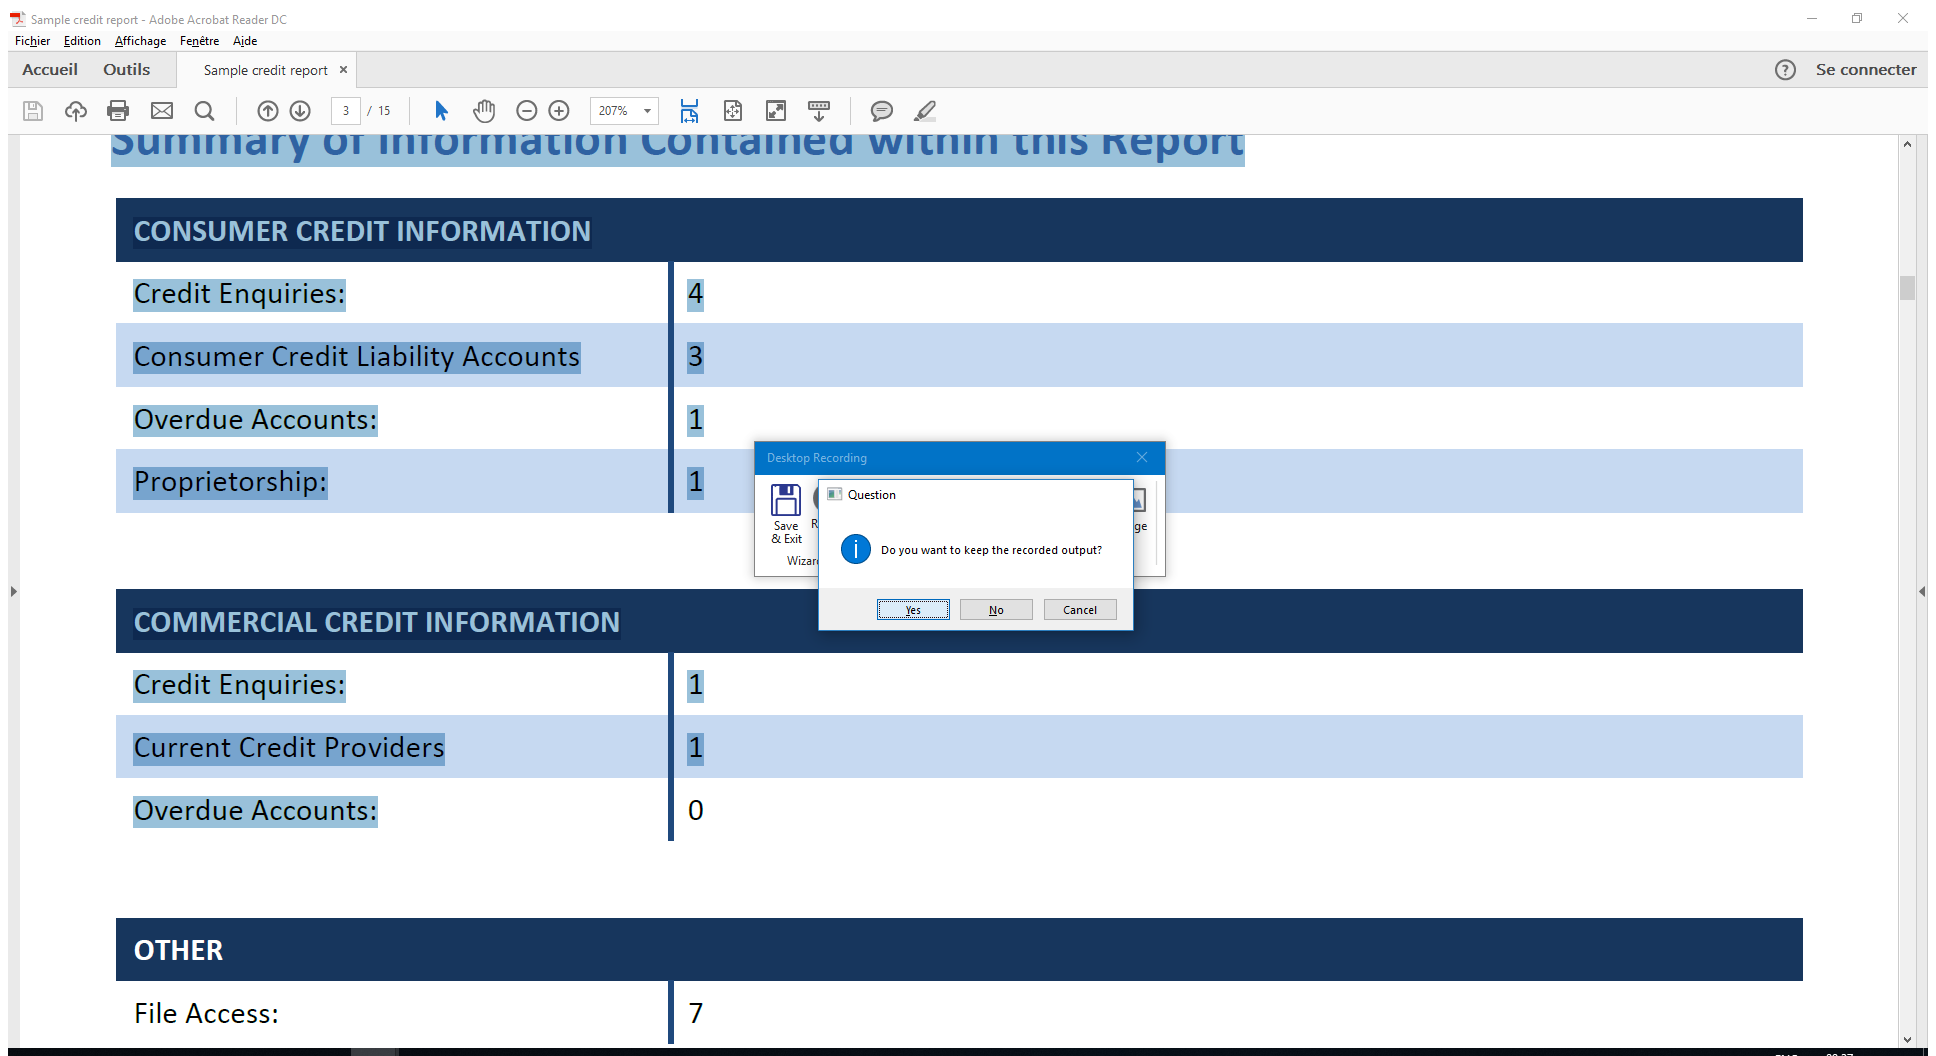 Sample credit report - Adobe Acrobat Reader DC
Fichier Edition Affichage Fenêtre Aide
Accueil Outils Sample credit report × ? Se connecter
3 / 15 207%
Summary of Information Contained within this Report
CONSUMER CREDIT INFORMATION
Credit Enquiries: 4
Consumer Credit Liability Accounts 3
Overdue Accounts: 1
Proprietorship: 1
Desktop Recording
Save
& Exit
Question
Do you want to keep the recorded output?
Yes No Cancel
COMMERCIAL CREDIT INFORMATION
Credit Enquiries: 1
Current Credit Providers 1
Overdue Accounts: 0
OTHER
File Access: 7